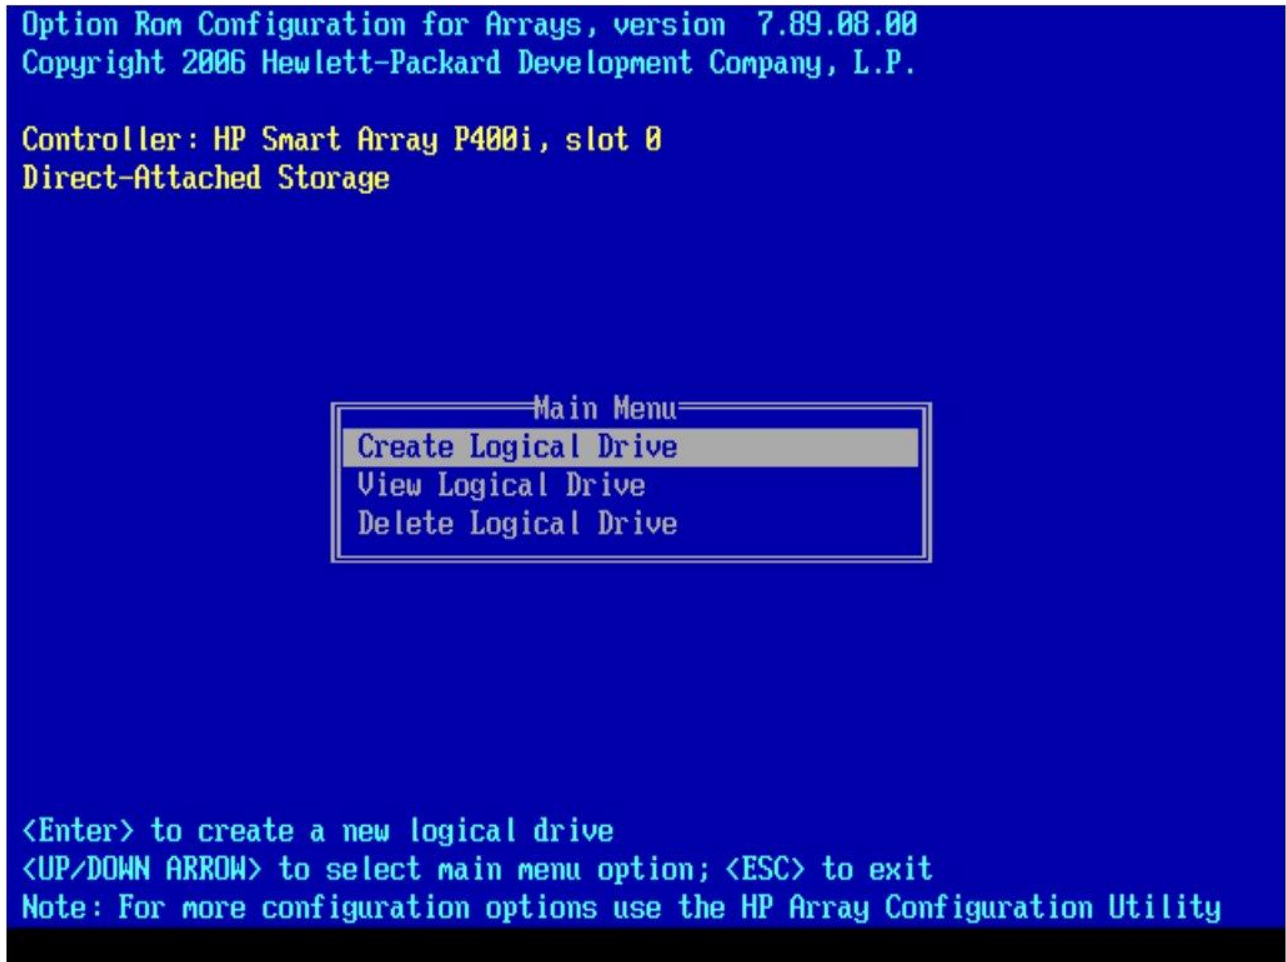 Option Rom Configuration for Arrays, version  7.89.08.00
Copyright 2006 Hewlett-Packard Development Company, L.P.
Controller: HP Smart Array P400i, slot 0
Direct-Attached Storage
Main Menu
Create Logical Drive
View Logical Drive
Delete Logical Drive
<Enter> to create a new logical drive
<UP/DOWN ARROW> to select main menu option; <ESC> to exit
Note: For more configuration options use the HP Array Configuration Utility